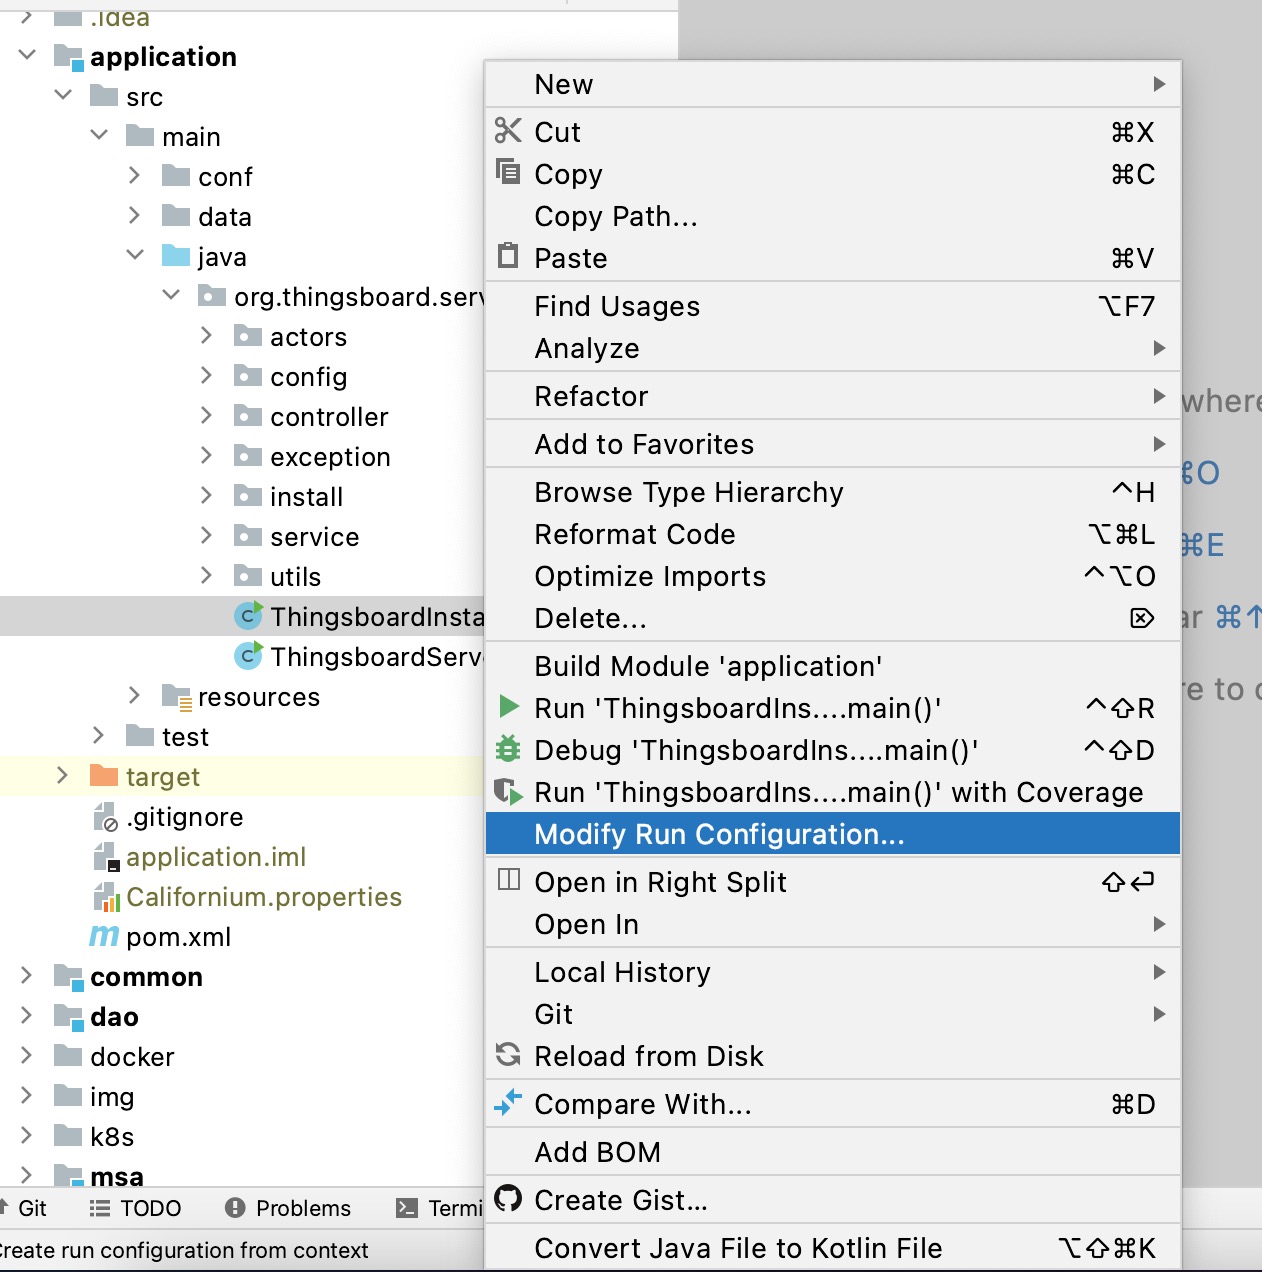 .idea
application
src
main
conf
data
java
org.thingsboard.serv
actors
config
controller
exception
install
service
utils
ThingsboardInsta
ThingsboardServ
resources
test
target
.gitignore
application.iml
Californium.properties
m pom.xml
common
dao
docker
img
k8s
msa
New
Cut ⌘X
Copy ⌘C
Copy Path...
Paste ⌘V
Find Usages ⌥F7
Analyze
Refactor
Add to Favorites
Browse Type Hierarchy ^H
Reformat Code ⌥⌘L
Optimize Imports ^⌥O
Delete... ⌦
Build Module 'application'
Run 'ThingsboardIns....main()' ^⇧R
Debug 'ThingsboardIns....main()' ^⇧D
Run 'ThingsboardIns....main()' with Coverage
Modify Run Configuration...
Open in Right Split ⇧⏎
Open In
Local History
Git
Reload from Disk
Compare With... ⌘D
Add BOM
Create Gist...
Convert Java File to Kotlin File ⌥⇧⌘K
where
⌘O
⌘E
ar ⌘↑
re to
Git TODO Problems Termi
Create run configuration from context